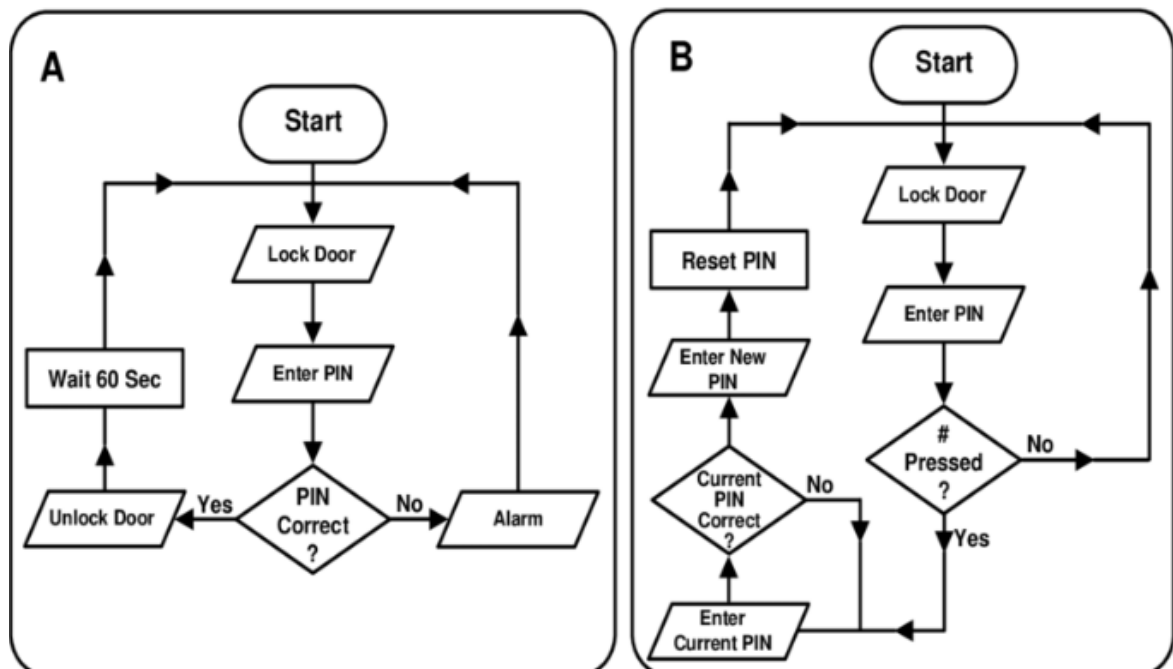 A
Start
Lock Door
Enter PIN
Wait 60 Sec
PIN
Correct
?
Yes
No
Unlock Door
Alarm
B
Start
Lock Door
Reset PIN
Enter PIN
Enter New
PIN
#
Pressed
?
No
Yes
Current
PIN
Correct
?
No
Enter
Current PIN